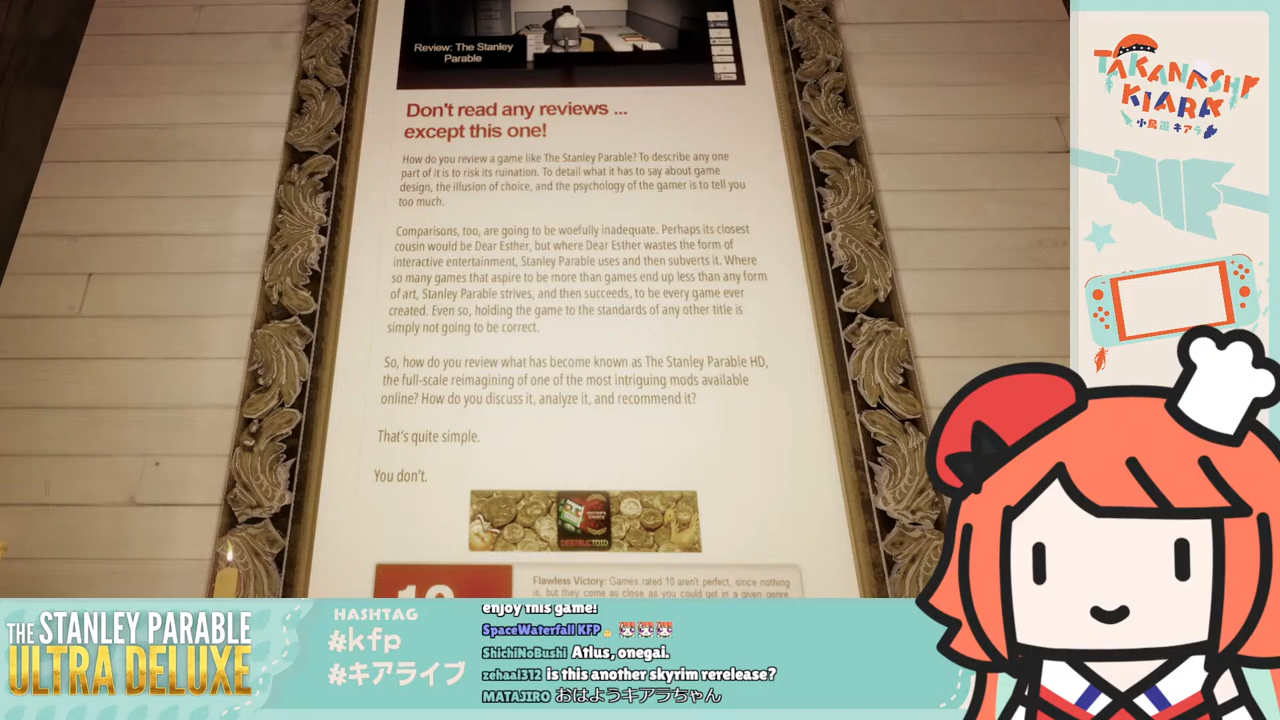 Review: The Stanley
Parable
Don't read any reviews ...
except this one!
How do you review a game like The Stanley Parable? To describe any one
part of it is to risk its ruination. To detail what it has to say about game
design, the illusion of choice, and the psychology of the gamer is to tell you
too much.
Comparisons, too, are going to be woefully inadequate. Perhaps its closest
cousin would be Dear Esther, but where Dear Esther wastes the form of
interactive entertainment, Stanley Parable uses and then subverts it. Where
so many games that aspire to be more than games end up less than any form
of art, Stanley Parable strives, and then succeeds, to be every game ever
created. Even so, holding the game to the standards of any other title is
simply not going to be correct.
So, how do you review what has become known as The Stanley Parable HD,
the full-scale reimagining of one of the most intriguing mods available
online? How do you discuss it, analyze it, and recommend it?
That's quite simple.
You don't.
DESTRUCTOID
10
Flawless Victory: Games rated 10 aren't perfect, since nothing
is, but they come as close as you could get in a given genre
TAKANASHI
KIARA
小鳥遊キアラ
THE STANLEY PARABLE
ULTRA DELUXE
HASHTAG
#kfp
#キアライブ
enjoy this game!
SpaceWaterfall KFP
ShichiNoBushi Atlus, onegai.
zehaal312 is this another skyrim rerelease?
MATAJIRO おはようキアラちゃん